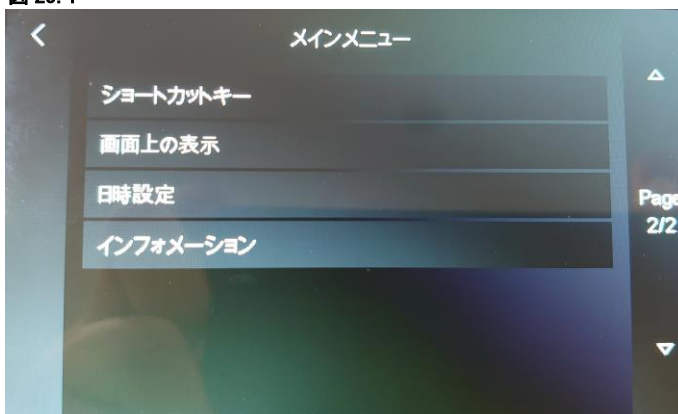 メインメニュー
ショートカットキー
画面上の表示
日時設定
インフォメーション
Page
2/2